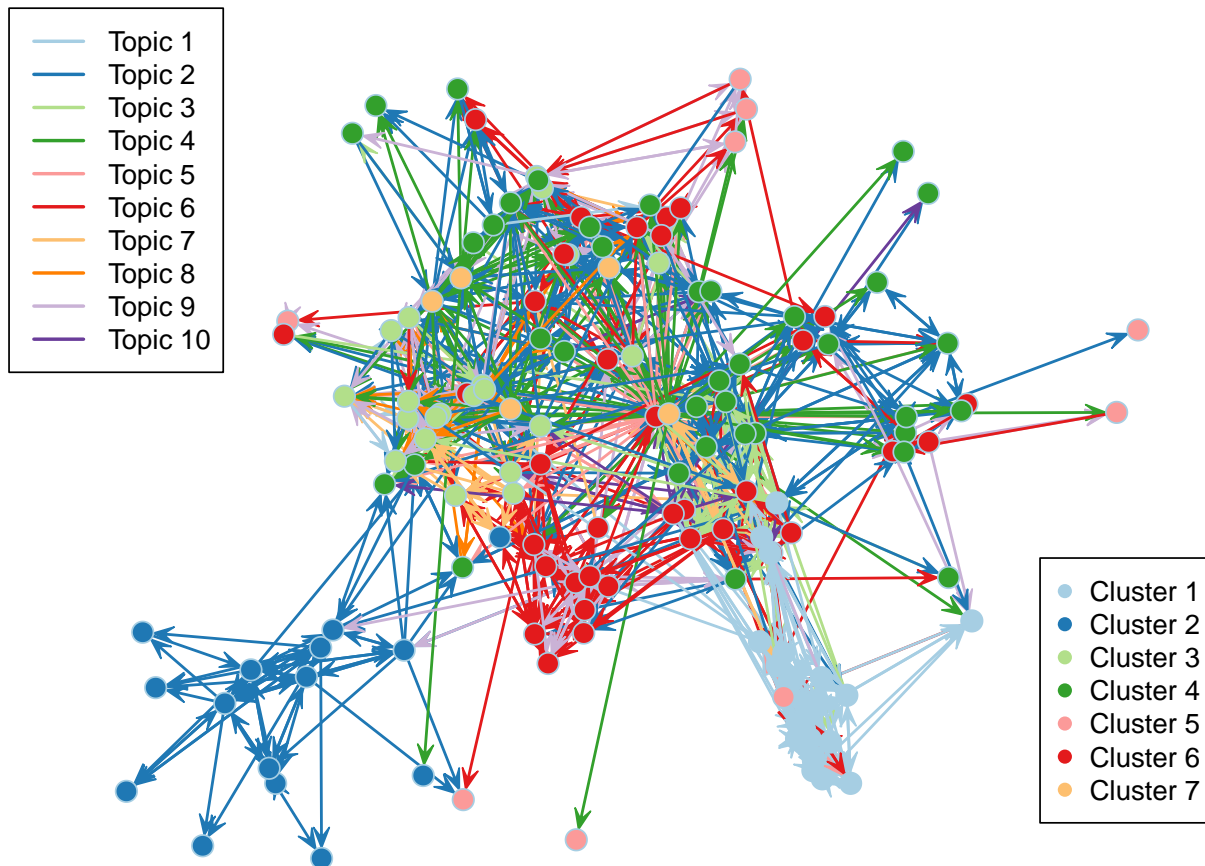 Topic 1
Topic 2
Topic 3
Topic 4
Topic 5
Topic 6
Topic 7
Topic 8
Topic 9
Topic 10
Cluster 1
Cluster 2
Cluster 3
Cluster 4
Cluster 5
Cluster 6
Cluster 7